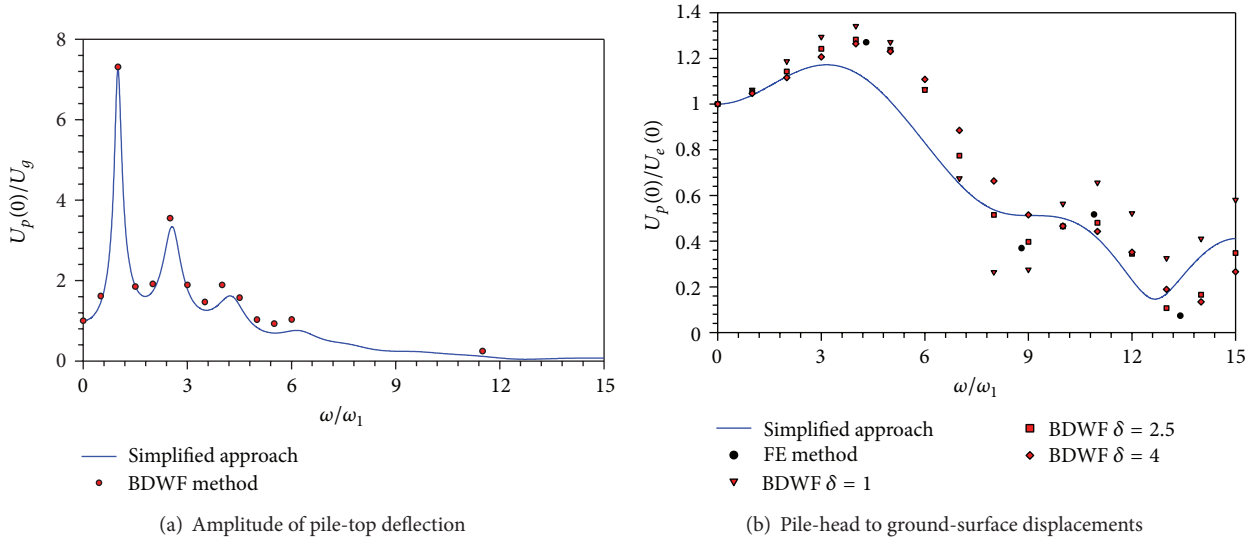 8
6
4
2
0
U_p(0)/U_g
0 3 6 9 12 15
ω/ω₁
Simplified approach
BDWF method
(a) Amplitude of pile-top deflection
1.4
1.2
1
0.8
0.6
0.4
0.2
0
U_p(0)/U_e(0)
0 3 6 9 12 15
ω/ω₁
Simplified approach
FE method
BDWF δ = 1
BDWF δ = 2.5
BDWF δ = 4
(b) Pile-head to ground-surface displacements